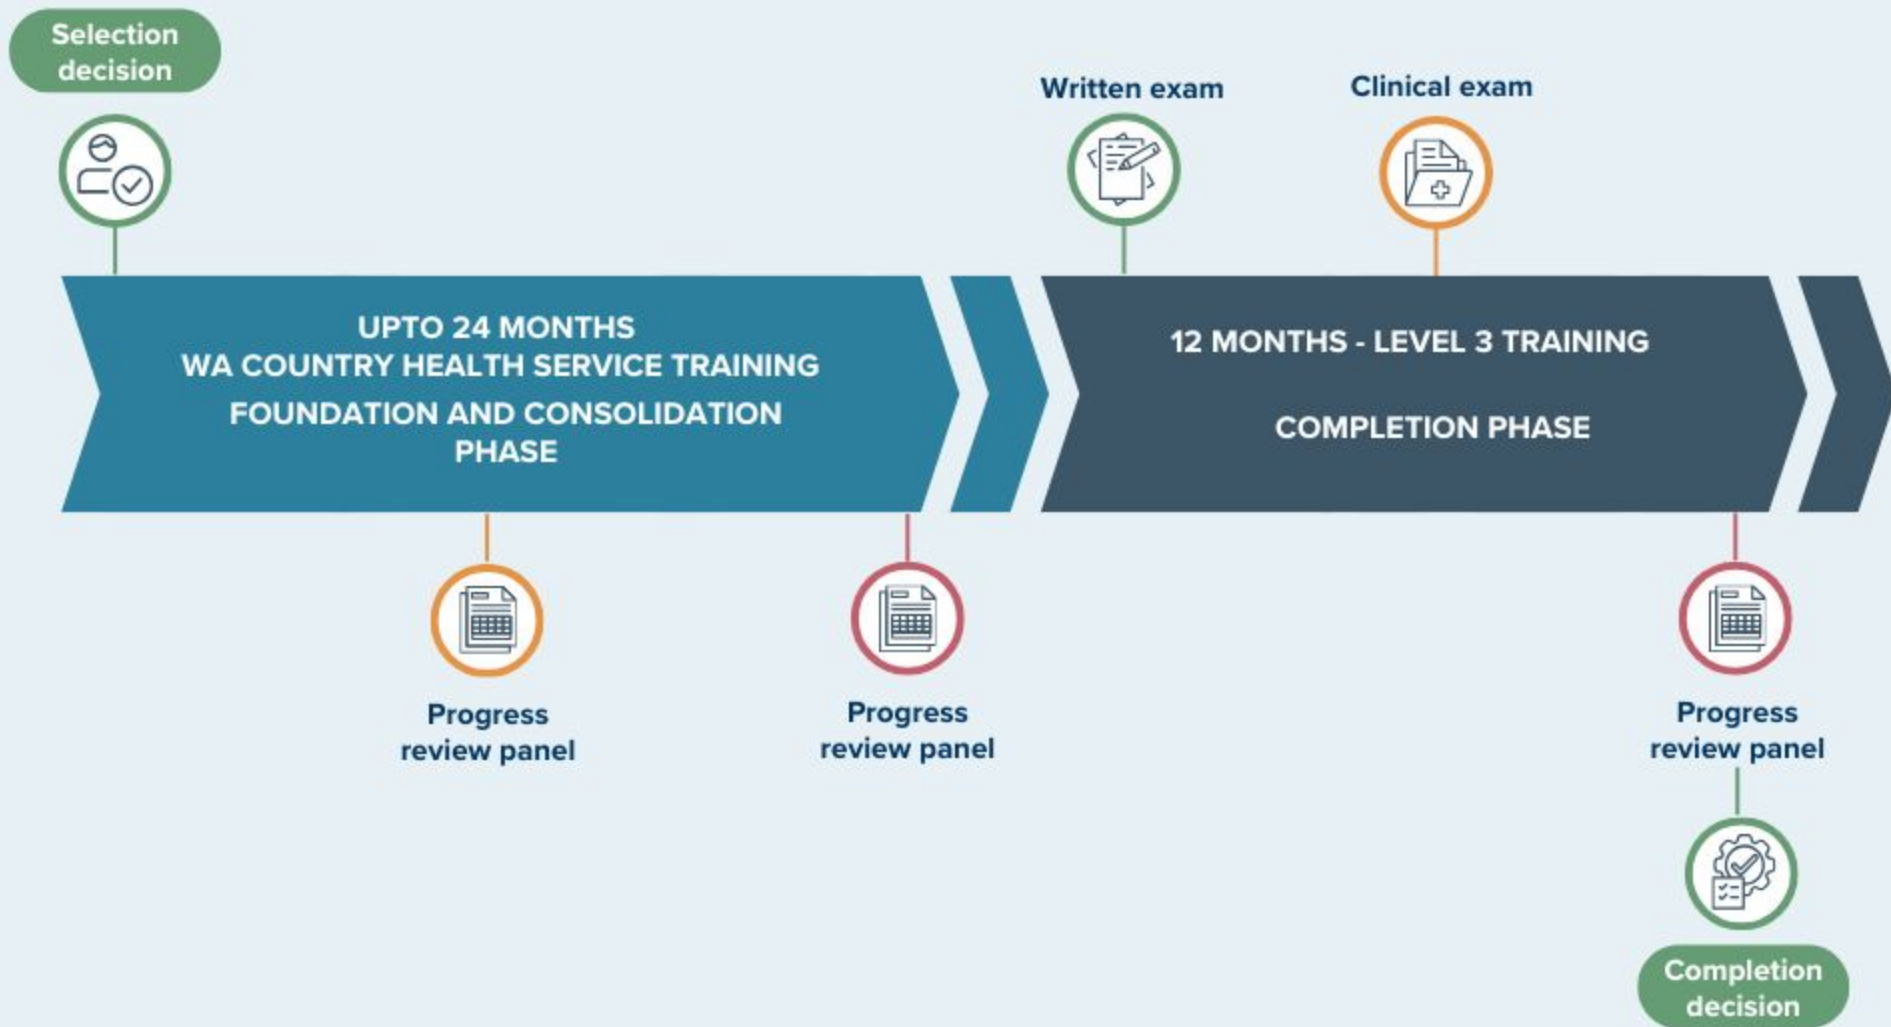 Selection
decision
Written exam
Clinical exam
UPTO 24 MONTHS
WA COUNTRY HEALTH SERVICE TRAINING
FOUNDATION AND CONSOLIDATION
PHASE
12 MONTHS - LEVEL 3 TRAINING
COMPLETION PHASE
Progress
review panel
Progress
review panel
Progress
review panel
Completion
decision